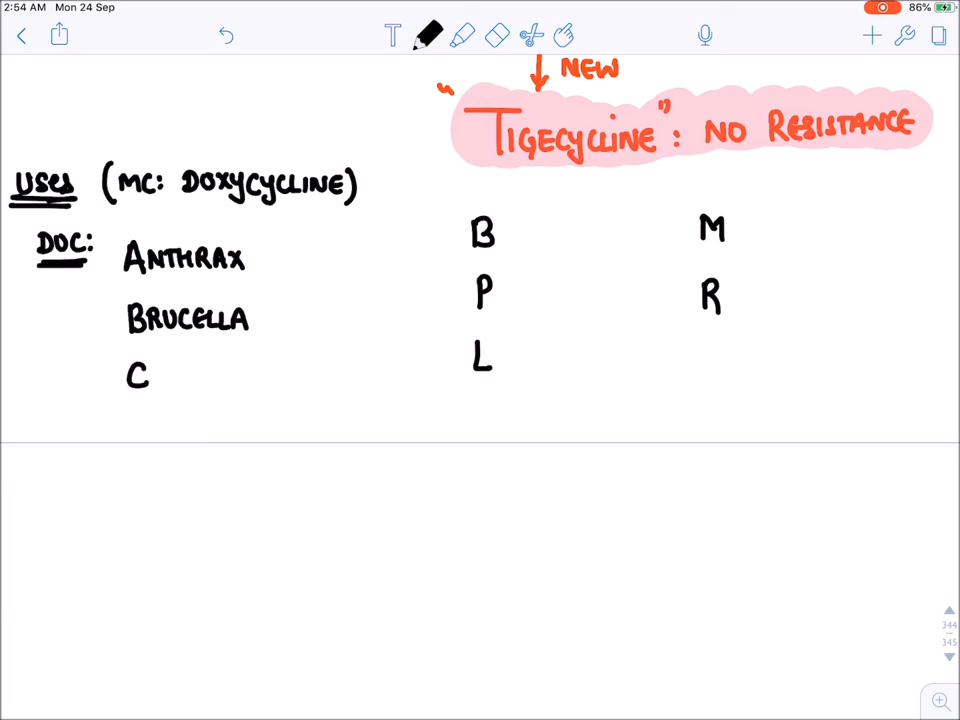 2:54 AM Mon 24 Sep 86%
T
↓ NEW
“TIGECYCLINE”: NO RESISTANCE
USES (MC: DOXYCYCLINE)
DOC: ANTHRAX B M
BRUCELLA P R
C L
344
345